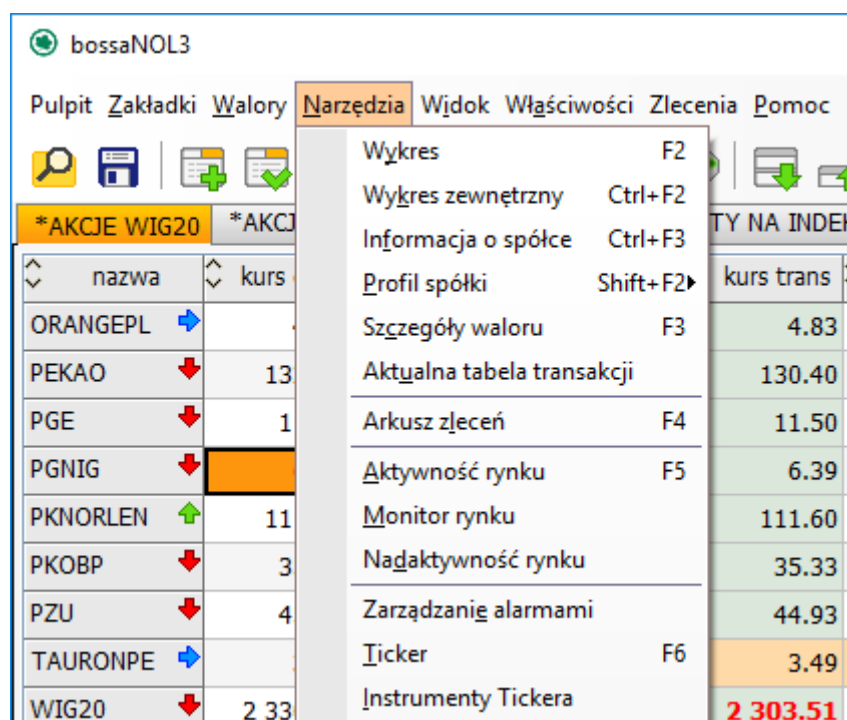 bossaNOL3
Pulpit Zakładki Walory Narzędzia Widok Właściwości Zlecenia Pomoc
Wykres F2
Wykres zewnętrzny Ctrl+F2
Informacja o spółce Ctrl+F3
Profil spółki Shift+F2
Szczegóły waloru F3
Aktualna tabela transakcji
Arkusz zleceń F4
Aktywność rynku F5
Monitor rynku
Nadaktywność rynku
Zarządzanie alarmami
Ticker F6
Instrumenty Tickera
*AKCJE WIG20 *AKCJ TY NA INDEK
nazwa kurs kurs trans
ORANGEPL 4.83
PEKAO 13 130.40
PGE 1 11.50
PGNIG 6.39
PKNORLEN 11 111.60
PKOBP 3 35.33
PZU 4 44.93
TAURONPE 3.49
WIG20 2 33 2 303.51